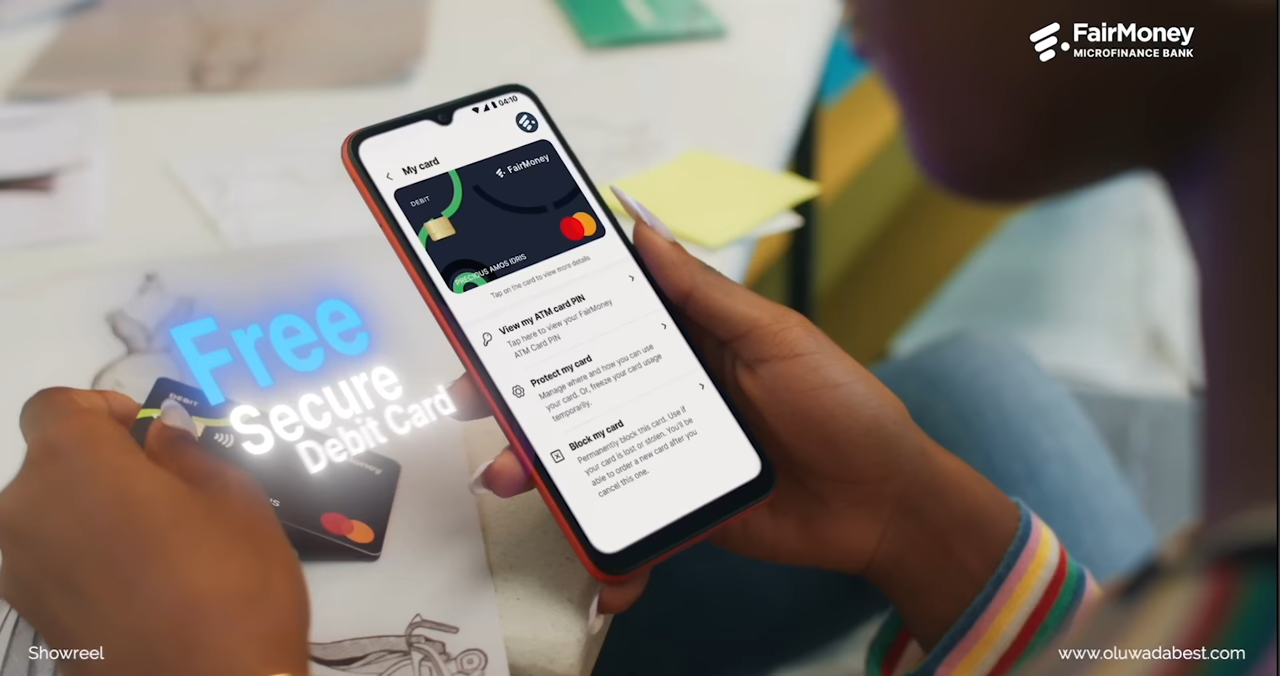 FairMoney
MICROFINANCE BANK
04:10
My card
FairMoney
DEBIT
PRECIOUS AMOS IDRIS
Tap on the card to view more details
View my ATM card PIN
Tap here to view your FairMoney
ATM Card PIN
Protect my card
Manage where and how you can use
your card. Or, freeze your card usage
temporarily.
Block my card
Permanently block this card. Use if
your card is lost or stolen. You'll be
able to order a new card after you
cancel this one.
Free
Secure
Debit Card
DEBIT
Showreel
www.oluwadabest.com